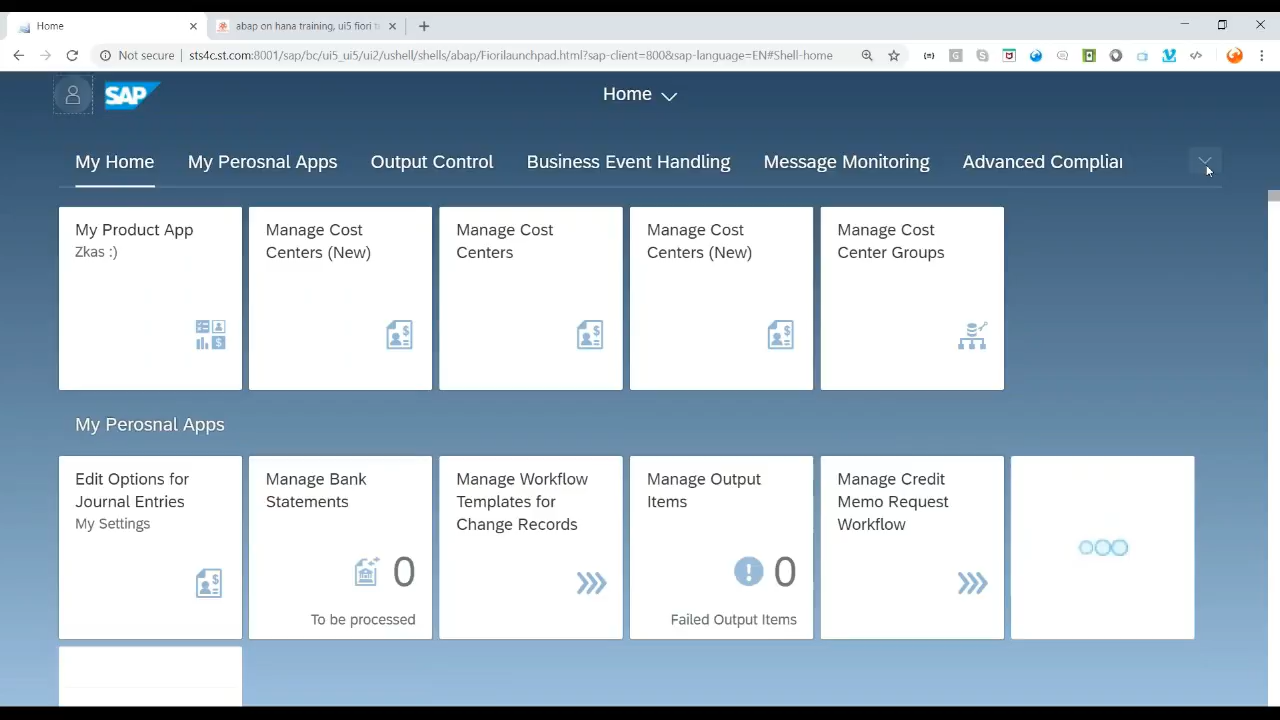 Home
abap on hana training, ui5 fiori t
Not secure
sts4c.st.com:8001/sap/bc/ui5_ui5/ui2/ushell/shells/abap/Fiorilaunchpad.html?sap-client=800&sap-language=EN#Shell-home
SAP
Home
My Home
My Perosnal Apps
Output Control
Business Event Handling
Message Monitoring
Advanced Complian
My Product App
Zkas :)
Manage Cost
Centers (New)
Manage Cost
Centers
Manage Cost
Centers (New)
Manage Cost
Center Groups
My Perosnal Apps
Edit Options for
Journal Entries
My Settings
Manage Bank
Statements
0
To be processed
Manage Workflow
Templates for
Change Records
Manage Output
Items
0
Failed Output Items
Manage Credit
Memo Request
Workflow